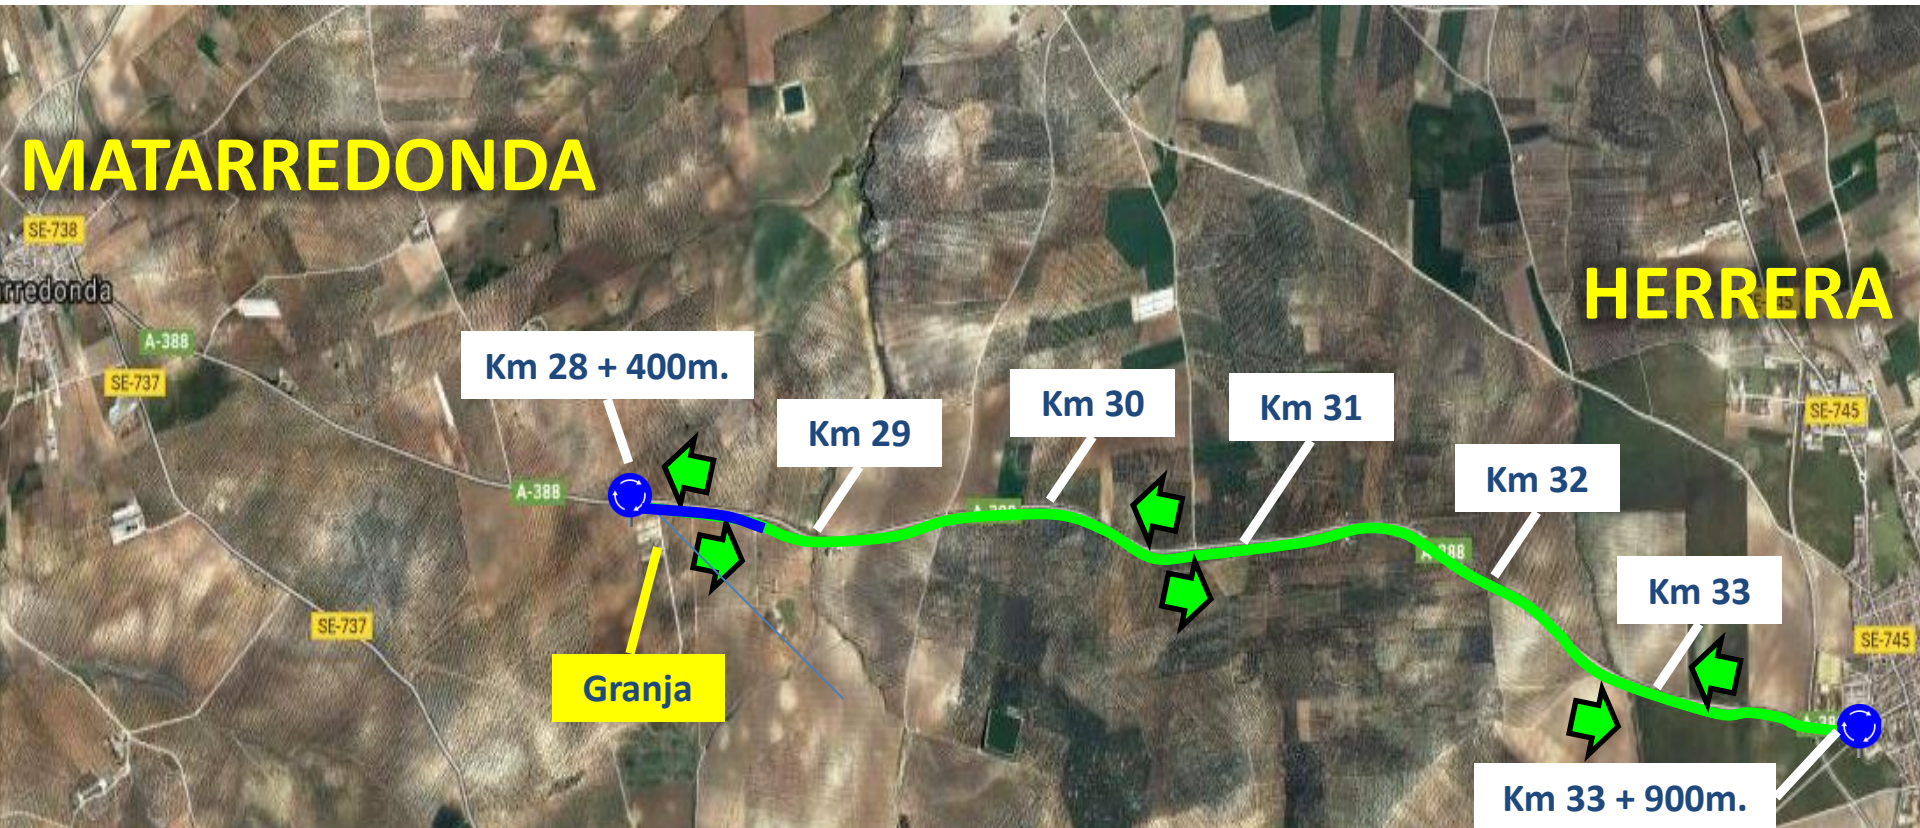 MATARREDONDA
SE-738
rredonda
HERRERA
A-388
SE-737
Km 28 + 400m.
Km 29
Km 30
Km 31
SE-745
Km 32
A-388
A-388
Km 33
SE-737
SE-745
Granja
Km 33 + 900m.